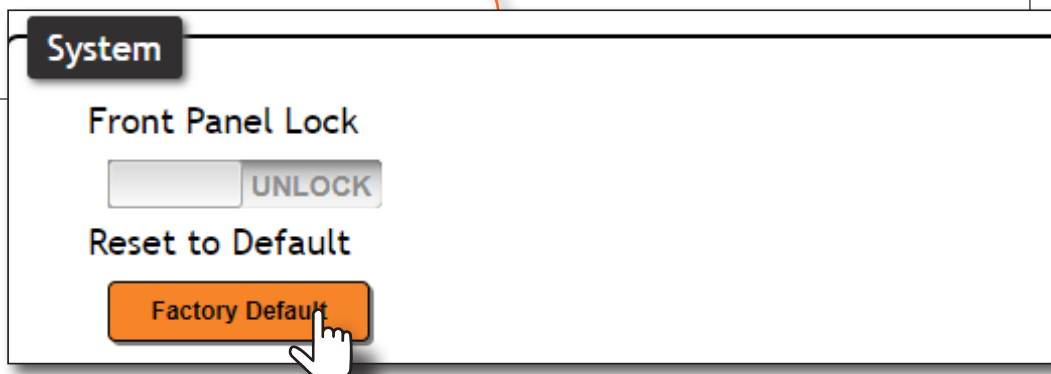 System
Front Panel Lock
UNLOCK
Reset to Default
Factory Default